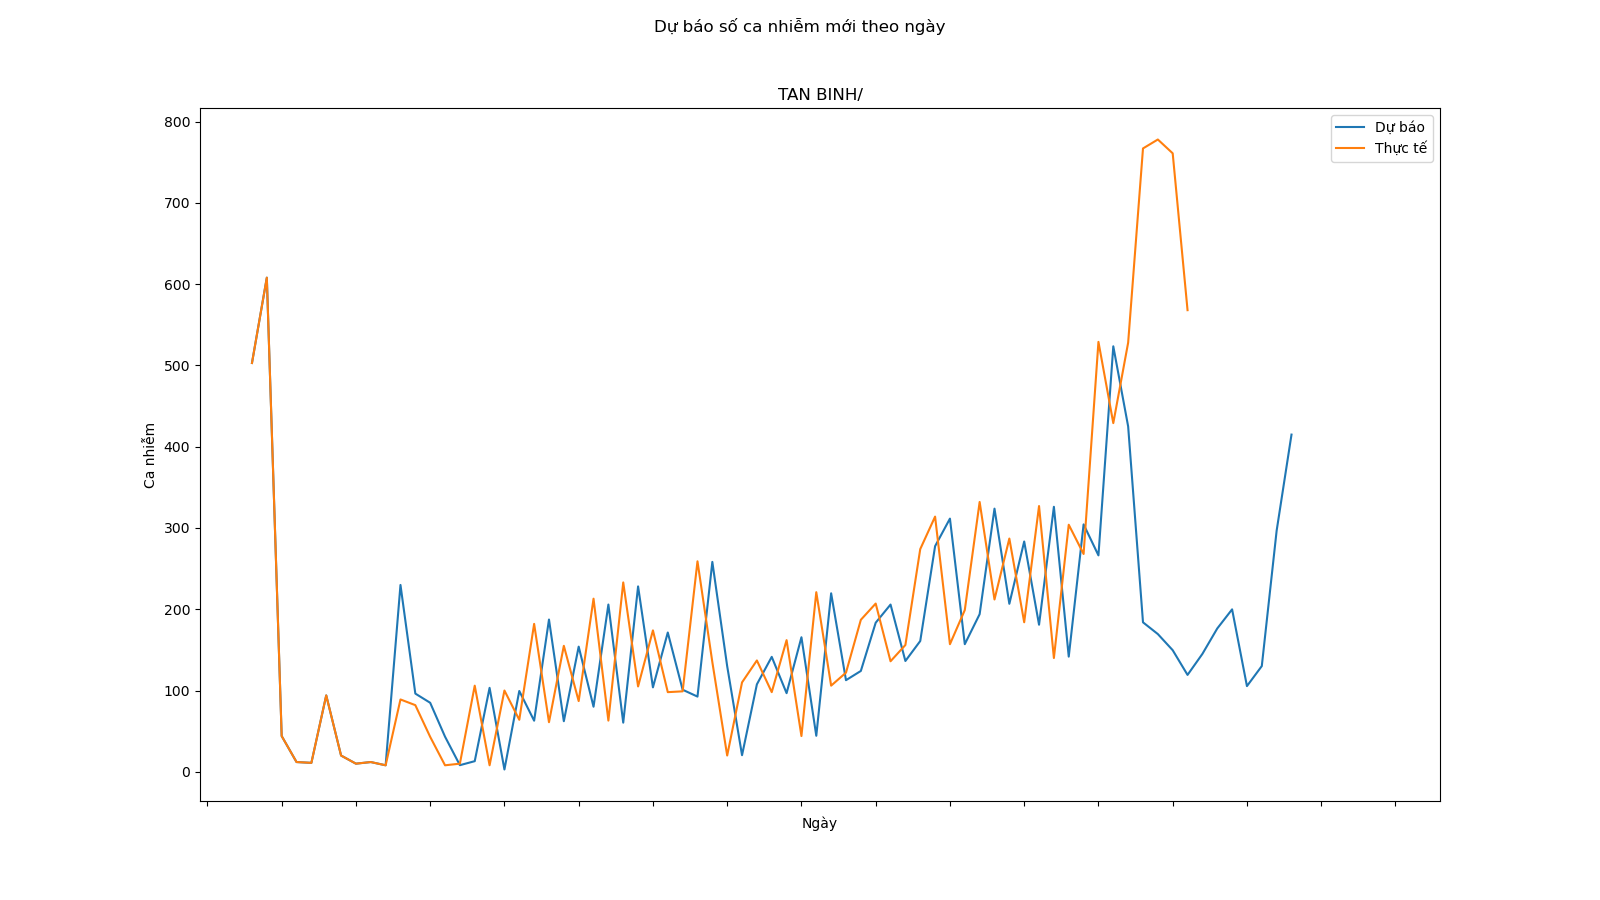 Dự báo số ca nhiễm mới theo ngày
TAN BINH/
Dự báo
Thực tế
800
700
600
500
400
300
200
100
0
Ca nhiễm
Ngày